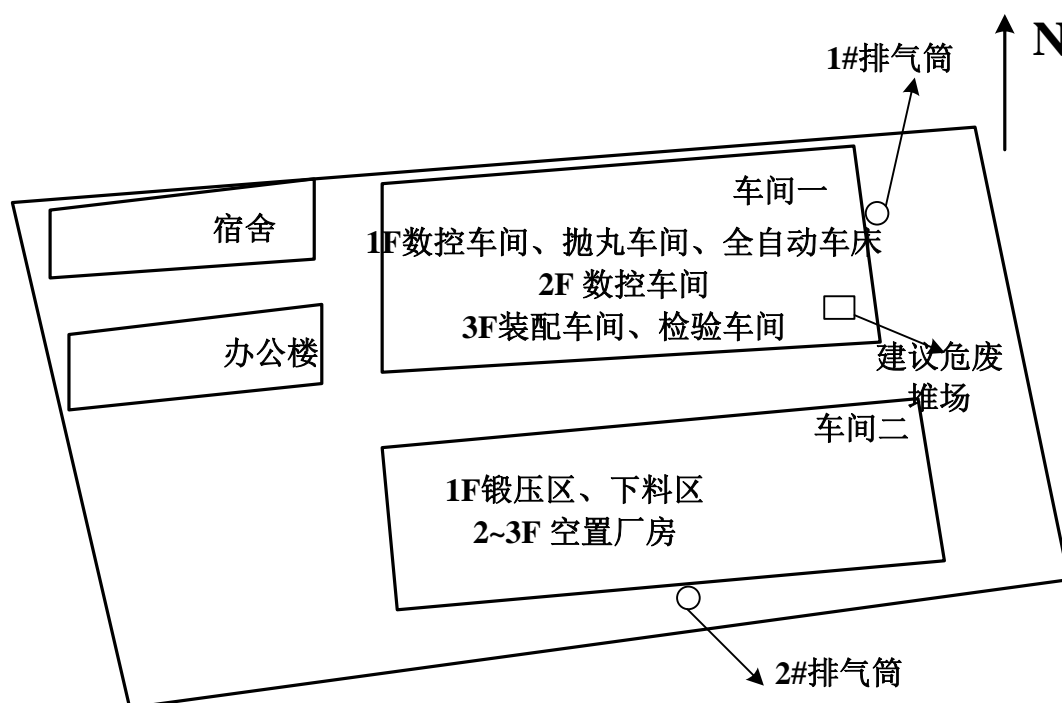 N
1#排气筒
车间一
宿舍
1F数控车间、抛丸车间、全自动车床
2F 数控车间
3F装配车间、检验车间
办公楼
建议危废
堆场
车间二
1F锻压区、下料区
2~3F 空置厂房
2#排气筒